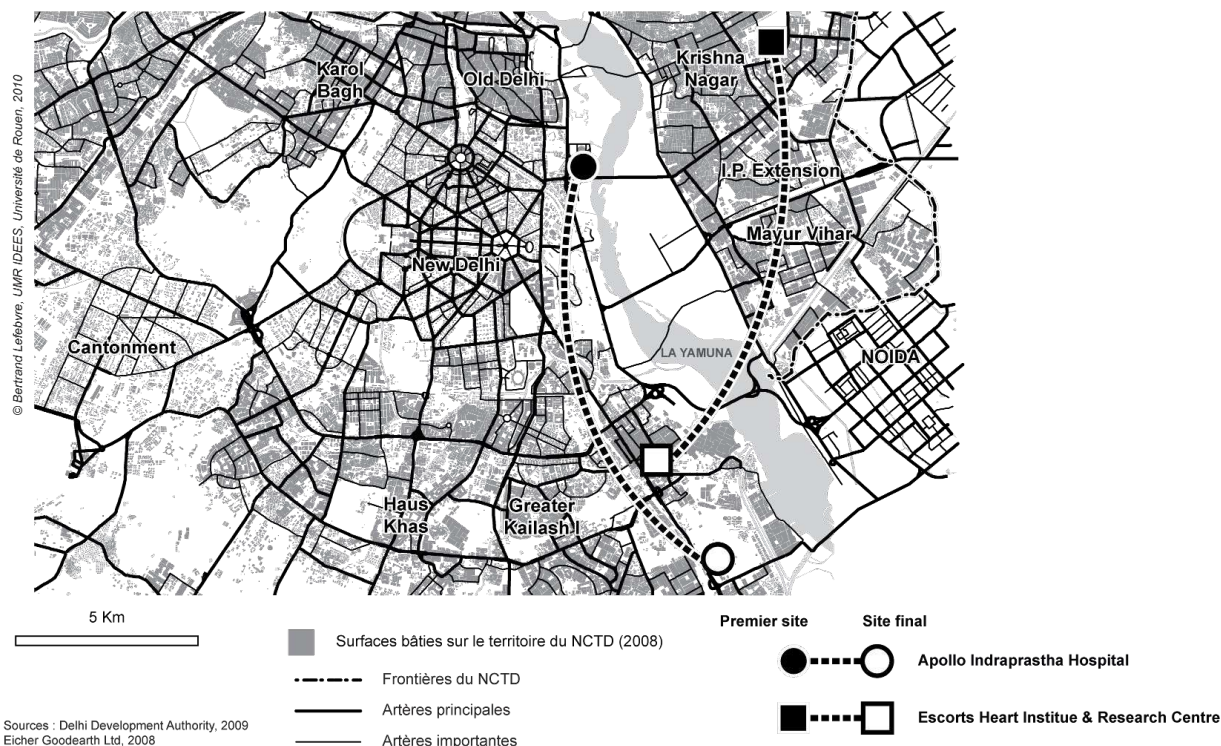 © Bertrand Lefebvre, UMR IDEES, Université de Rouen, 2010
Karol
Bagh
Old Delhi
Krishna
Nagar
I.P. Extension
Mayur Vihar
New Delhi
Cantonment
LA YAMUNA
NOIDA
Haus
Khas
Greater
Kailash I
5 Km
Surfaces bâties sur le territoire du NCTD (2008)
Frontières du NCTD
Artères principales
Artères importantes
Premier site
Site final
Apollo Indraprastha Hospital
Escorts Heart Institue & Research Centre
Sources : Delhi Development Authority, 2009
Eicher Goodearth Ltd, 2008